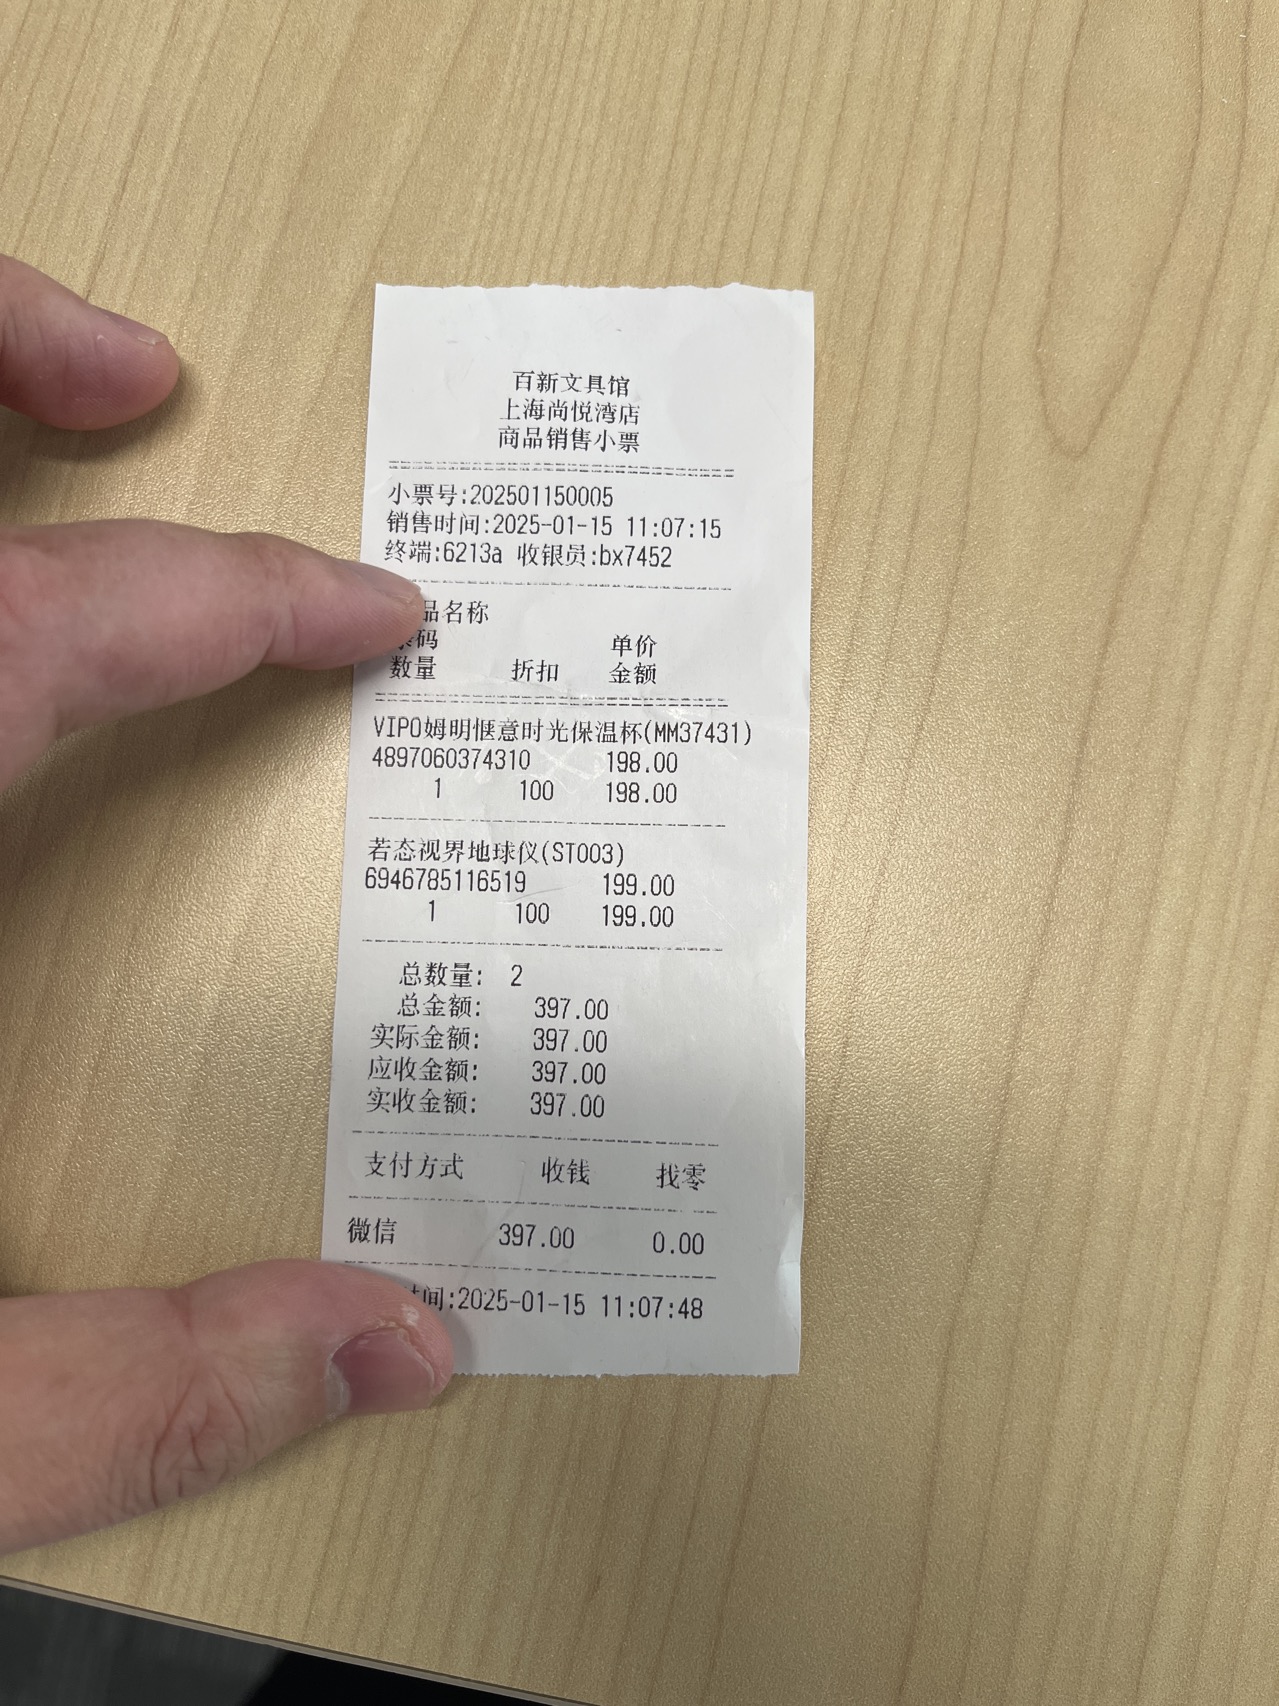 百新文具馆
上海尚悦湾店
商品销售小票
小票号:202501150005
销售时间:2025-01-15 11:07:15
终端:6213a 收银员:bx7452
品名称
码 单价
数量 折扣 金额
VIPO姆明惬意时光保温杯(MM37431)
4897060374310 198.00
1 100 198.00
若态视界地球仪(ST003)
6946785116519 199.00
1 100 199.00
总数量: 2
总金额: 397.00
实际金额: 397.00
应收金额: 397.00
实收金额: 397.00
支付方式 收钱 找零
微信 397.00 0.00
间:2025-01-15 11:07:48